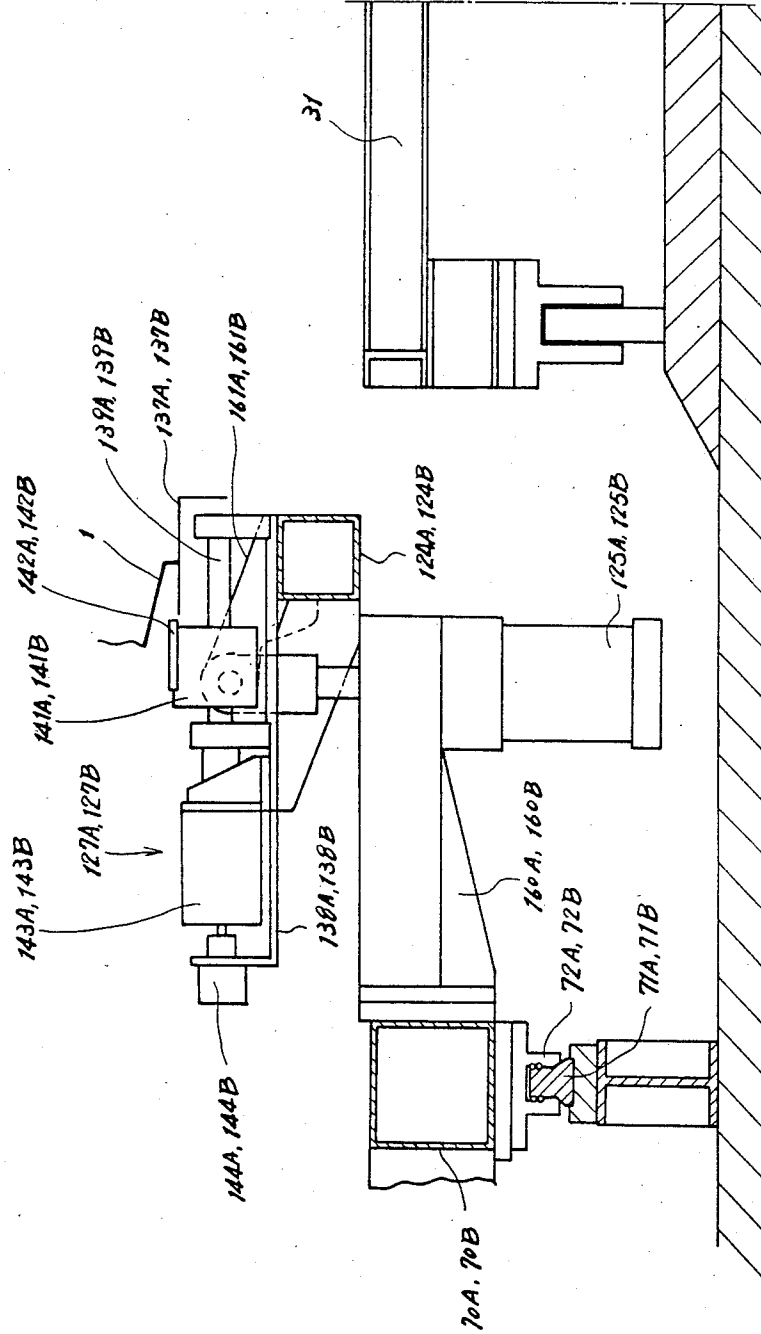 31
139A, 139B
137A, 137B
161A, 161B
1
142A, 142B
141A, 141B
124A, 124B
125A, 125B
127A, 127B
143A, 143B
138A, 138B
160A, 160B
72A, 72B
71A, 71B
144A, 144B
70A, 70B